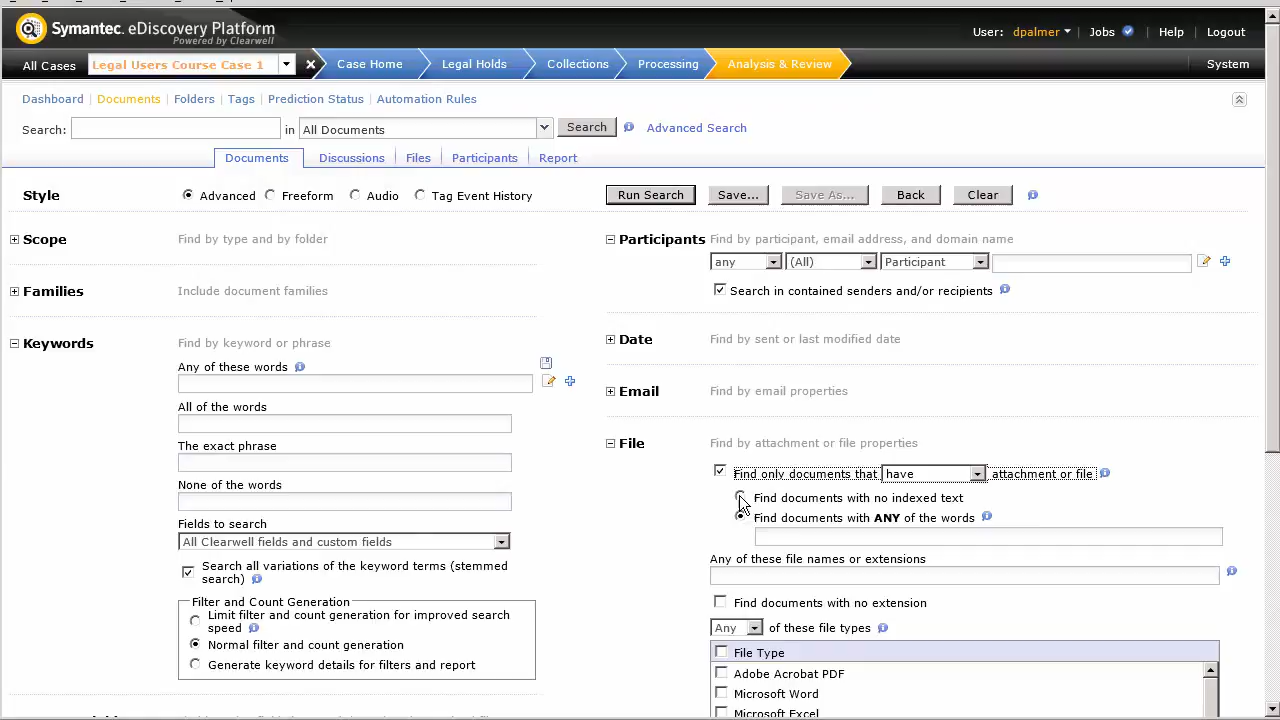 Symantec. eDiscovery Platform
Powered by Clearwell
User: dpalmer Jobs Help Logout
All Cases Legal Users Course Case 1 Case Home Legal Holds Collections Processing Analysis & Review System
Dashboard Documents Folders Tags Prediction Status Automation Rules
Search: in All Documents Search Advanced Search
Documents Discussions Files Participants Report
Style Advanced Freeform Audio Tag Event History Run Search Save... Save As... Back Clear
Scope Find by type and by folder
Families Include document families
Keywords Find by keyword or phrase
Any of these words
All of the words
The exact phrase
None of the words
Fields to search
All Clearwell fields and custom fields
Search all variations of the keyword terms (stemmed
search)
Filter and Count Generation
Limit filter and count generation for improved search
speed
Normal filter and count generation
Generate keyword details for filters and report
Participants Find by participant, email address, and domain name
any (All) Participant
Search in contained senders and/or recipients
Date Find by sent or last modified date
Email Find by email properties
File Find by attachment or file properties
Find only documents that have attachment or file
Find documents with no indexed text
Find documents with ANY of the words
Any of these file names or extensions
Find documents with no extension
Any of these file types
File Type
Adobe Acrobat PDF
Microsoft Word
Microsoft Excel